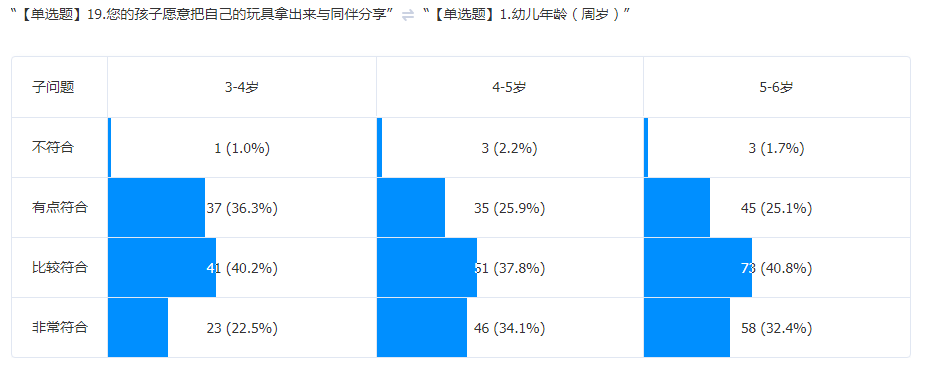 “【单选题】19.您的孩子愿意把自己的玩具拿出来与同伴分享” ⇌ “【单选题】1.幼儿年龄（周岁）”
子问题 3-4岁 4-5岁 5-6岁
不符合 1 (1.0%) 3 (2.2%) 3 (1.7%)
有点符合 37 (36.3%) 35 (25.9%) 45 (25.1%)
比较符合 41 (40.2%) 51 (37.8%) 73 (40.8%)
非常符合 23 (22.5%) 46 (34.1%) 58 (32.4%)